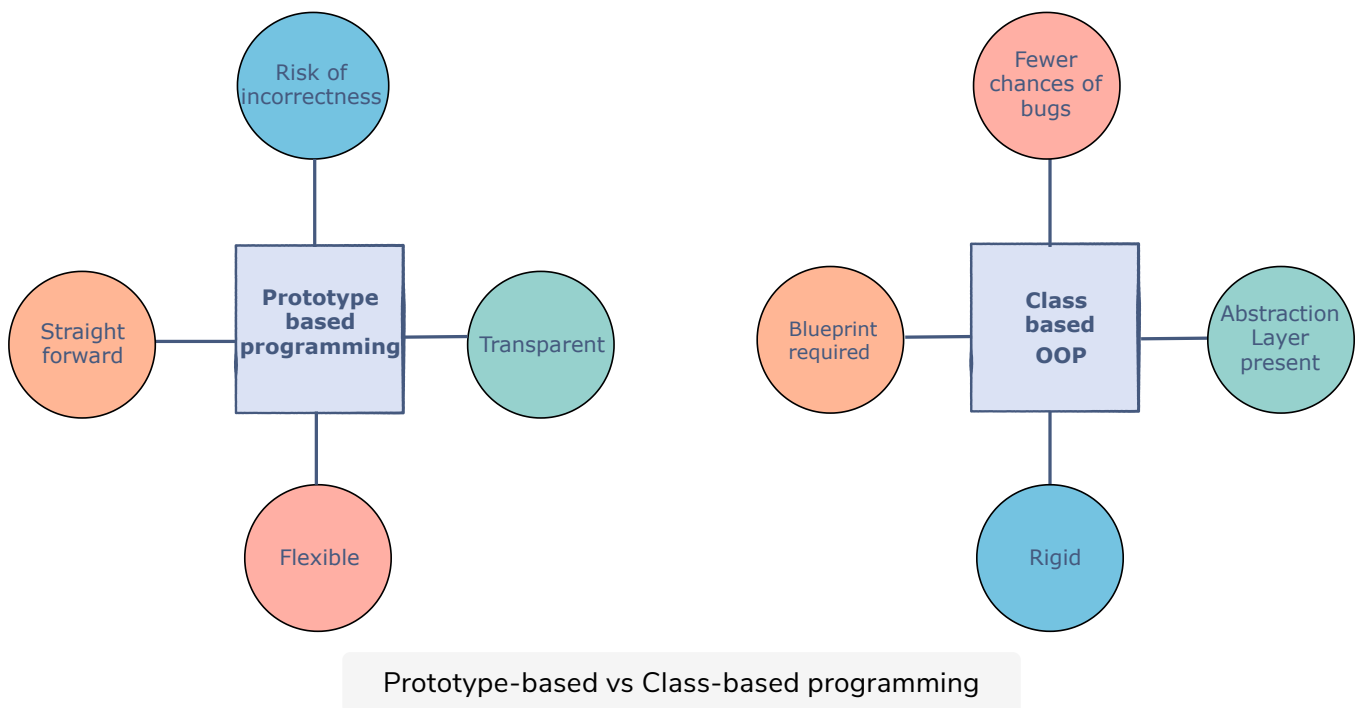 Risk of
incorrectness
Straight
forward
Prototype
based
programming
Transparent
Flexible
Fewer
chances of
bugs
Blueprint
required
Class
based
OOP
Abstraction
Layer
present
Rigid
Prototype-based vs Class-based programming